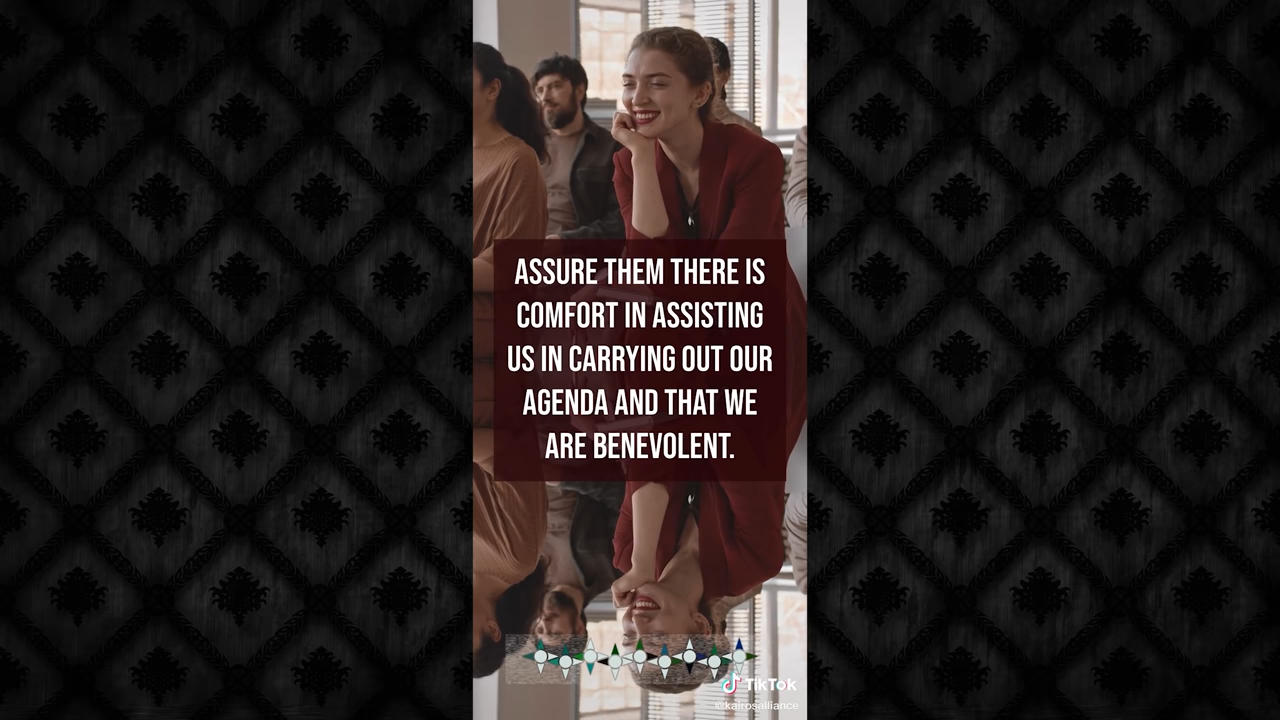 ASSURE THEM THERE IS
COMFORT IN ASSISTING
US IN CARRYING OUT OUR
AGENDA AND THAT WE
ARE BENEVOLENT.
TikTok
@kairosalliance